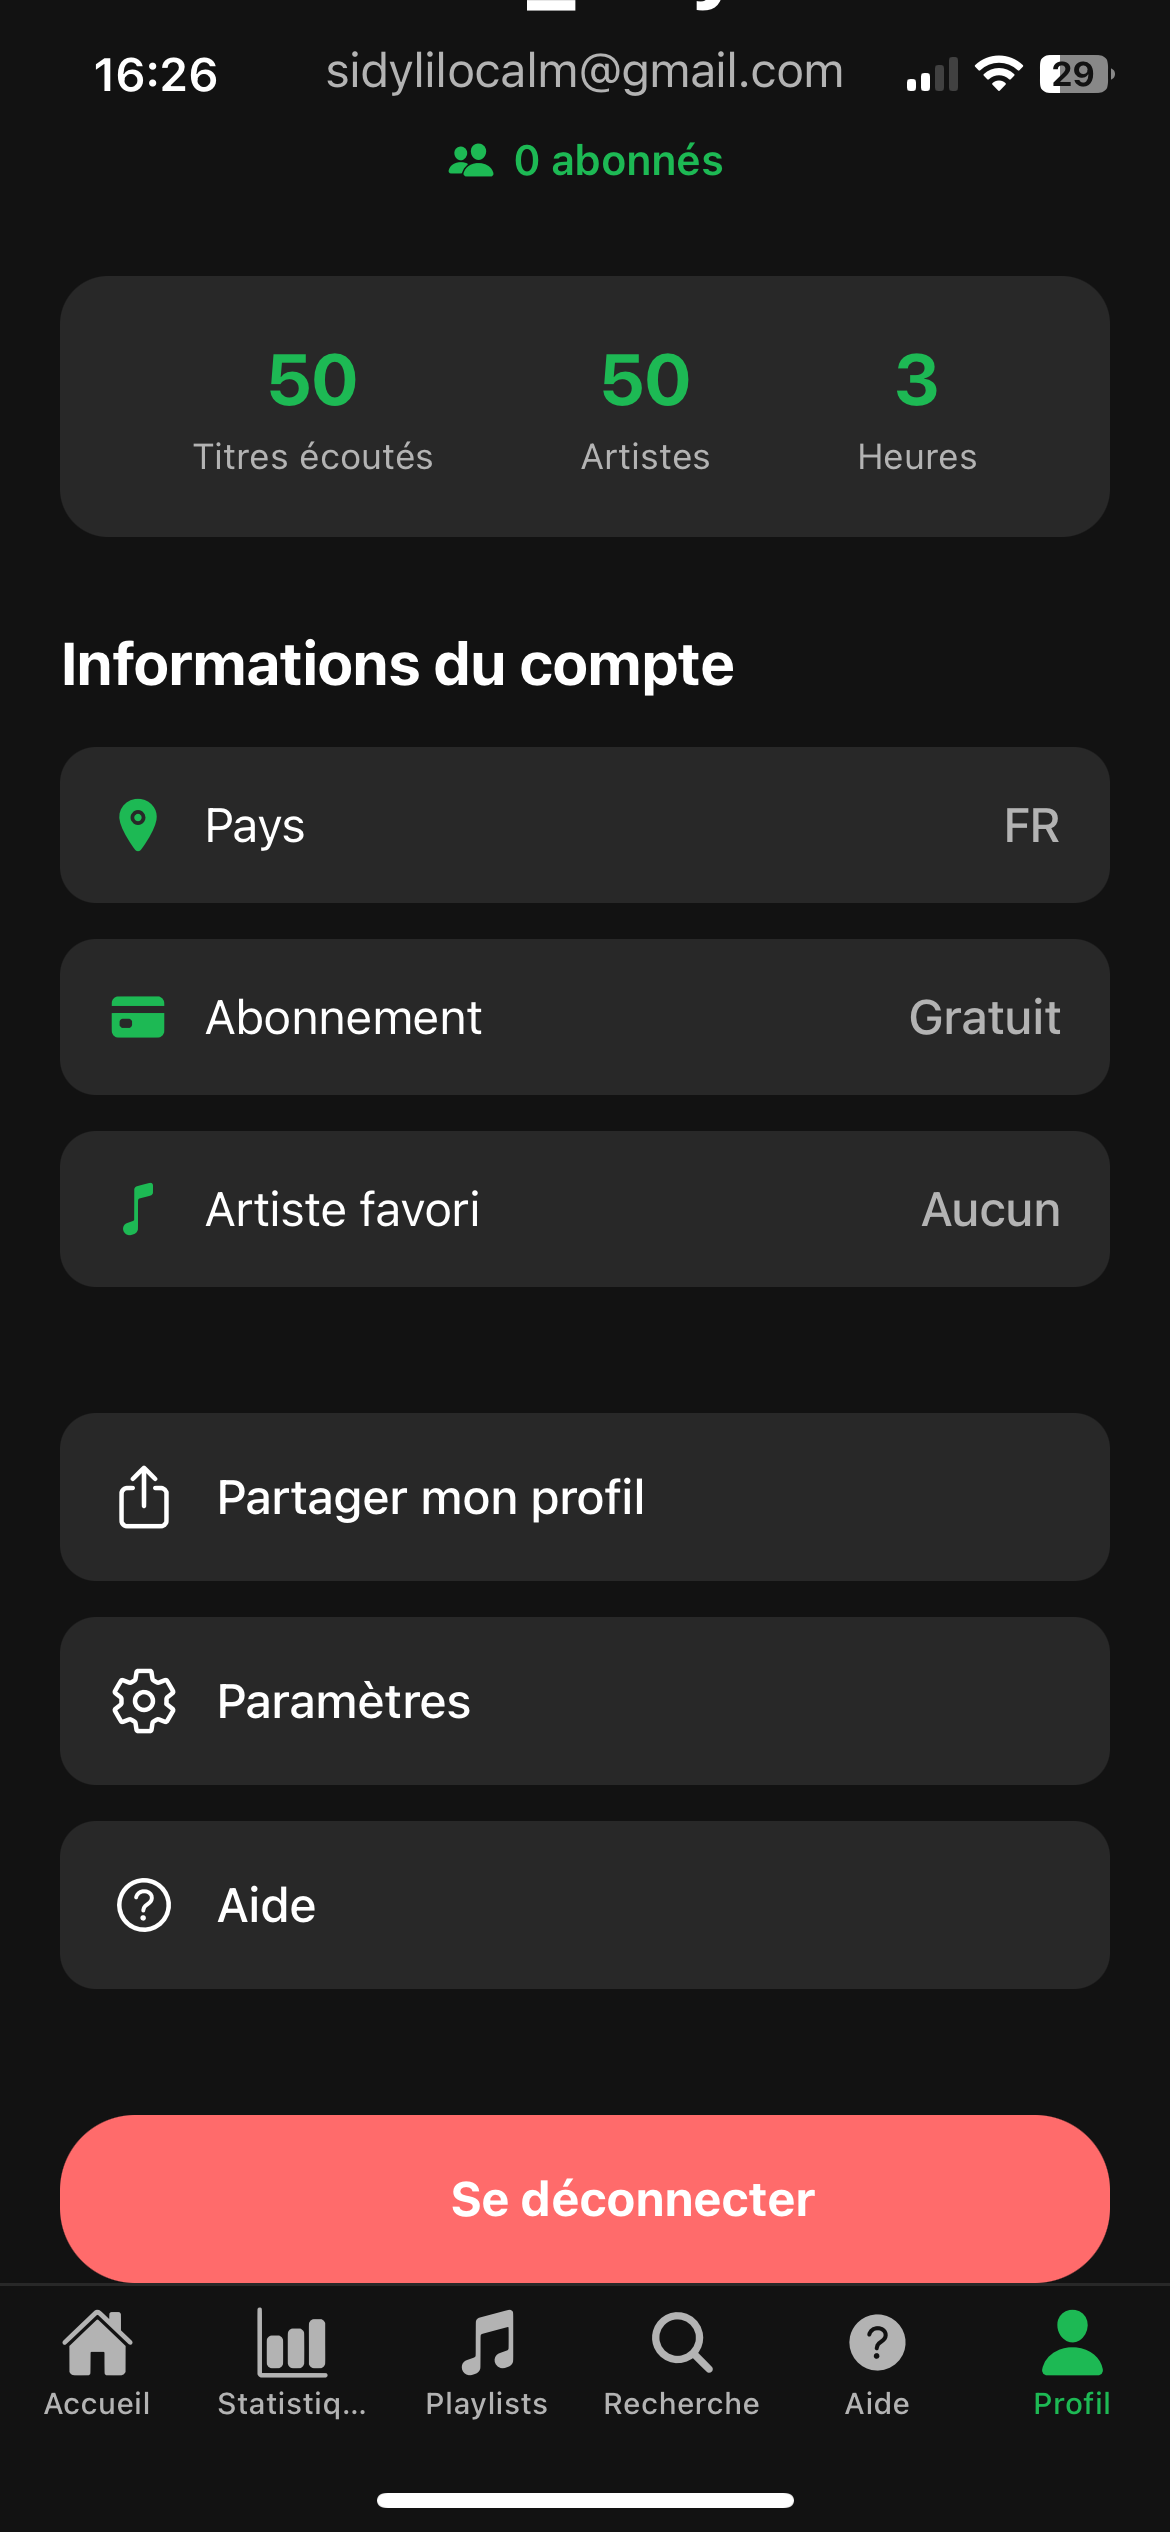 16:26
sidylilocalm@gmail.com
29
0 abonnés
50
50
3
Titres écoutés
Artistes
Heures
Informations du compte
Pays
FR
Abonnement
Gratuit
Artiste favori
Aucun
Partager mon profil
Paramètres
Aide
Se déconnecter
Accueil
Statistiq...
Playlists
Recherche
Aide
Profil